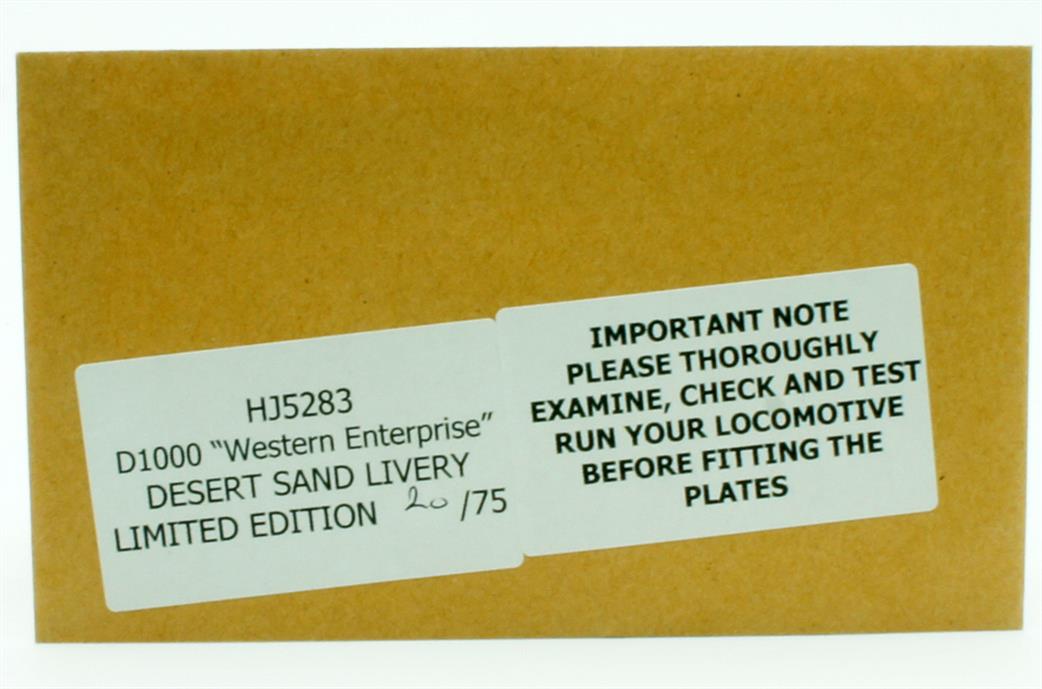 HJ5283
D1000 “Western Enterprise”
DESERT SAND LIVERY
LIMITED EDITION 20 /75
IMPORTANT NOTE
PLEASE THOROUGHLY
EXAMINE, CHECK AND TEST
RUN YOUR LOCOMOTIVE
BEFORE FITTING THE
PLATES